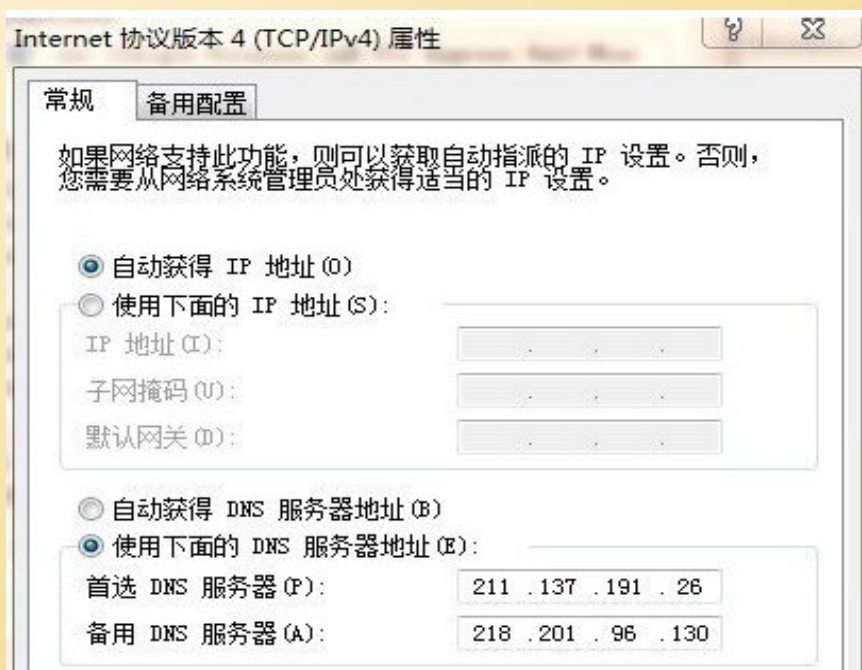 Internet 协议版本 4 (TCP/IPv4) 属性
常规 备用配置
如果网络支持此功能，则可以获取自动指派的 IP 设置。否则，
您需要从网络系统管理员处获得适当的 IP 设置。
自动获得 IP 地址(O)
使用下面的 IP 地址(S):
IP 地址(I): . . .
子网掩码(U): . . .
默认网关(D): . . .
自动获得 DNS 服务器地址(B)
使用下面的 DNS 服务器地址(E):
首选 DNS 服务器(P): 211 .137 .191 . 26
备用 DNS 服务器(A): 218 .201 . 96 .130